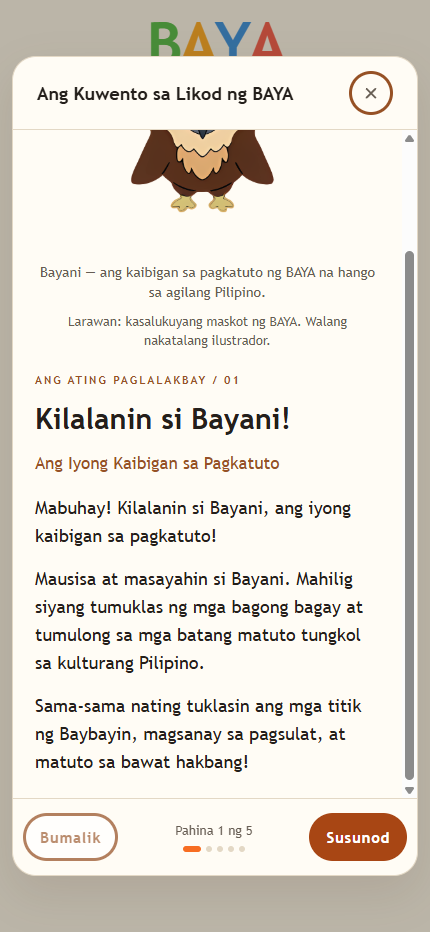 BAYA
Ang Kuwento sa Likod ng BAYA
Bayani — ang kaibigan sa pagkatuto ng BAYA na hango
sa agilang Pilipino.
Larawan: kasalukuyang maskot ng BAYA. Walang
nakatalang ilustrador.
ANG ATING PAGLALAKBAY / 01
Kilalanin si Bayani!
Ang Iyong Kaibigan sa Pagkatuto
Mabuhay! Kilalanin si Bayani, ang iyong
kaibigan sa pagkatuto!
Mausisa at masayahin si Bayani. Mahilig
siyang tumuklas ng mga bagong bagay at
tumulong sa mga batang matuto tungkol
sa kulturang Pilipino.
Sama-sama nating tuklasin ang mga titik
ng Baybayin, magsanay sa pagsulat, at
matuto sa bawat hakbang!
Bumalik
Pahina 1 ng 5
Susunod